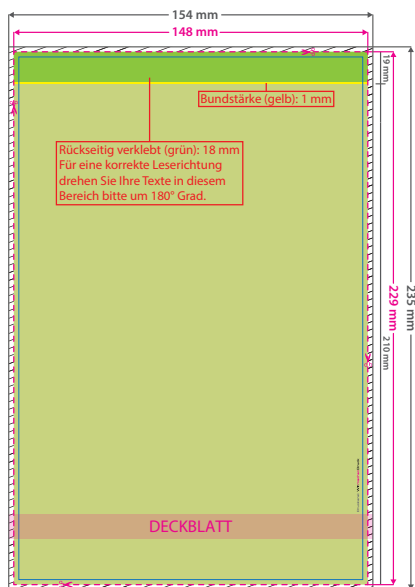 154 mm
148 mm
19 mm
Bundstärke (gelb): 1 mm
Rückseitig verklebt (grün): 18 mm
Für eine korrekte Leserichtung
drehen Sie Ihre Texte in diesem
Bereich bitte um 180° Grad.
229 mm
235 mm
210 mm
DECKBLATT